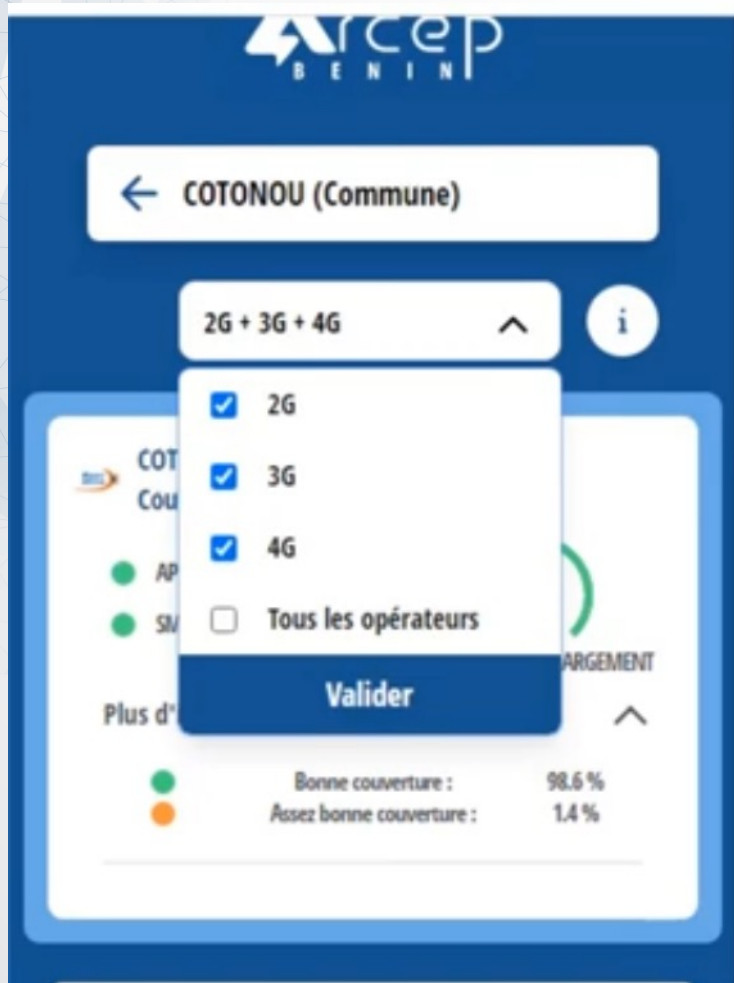 Arcep
BENIN
COTONOU (Commune)
2G + 3G + 4G
i
2G
COT
3G
Cou
4G
AP
Tous les opérateurs
SM
ARGEMENT
Valider
Plus d'
Bonne couverture : 98.6 %
Assez bonne couverture : 1.4 %